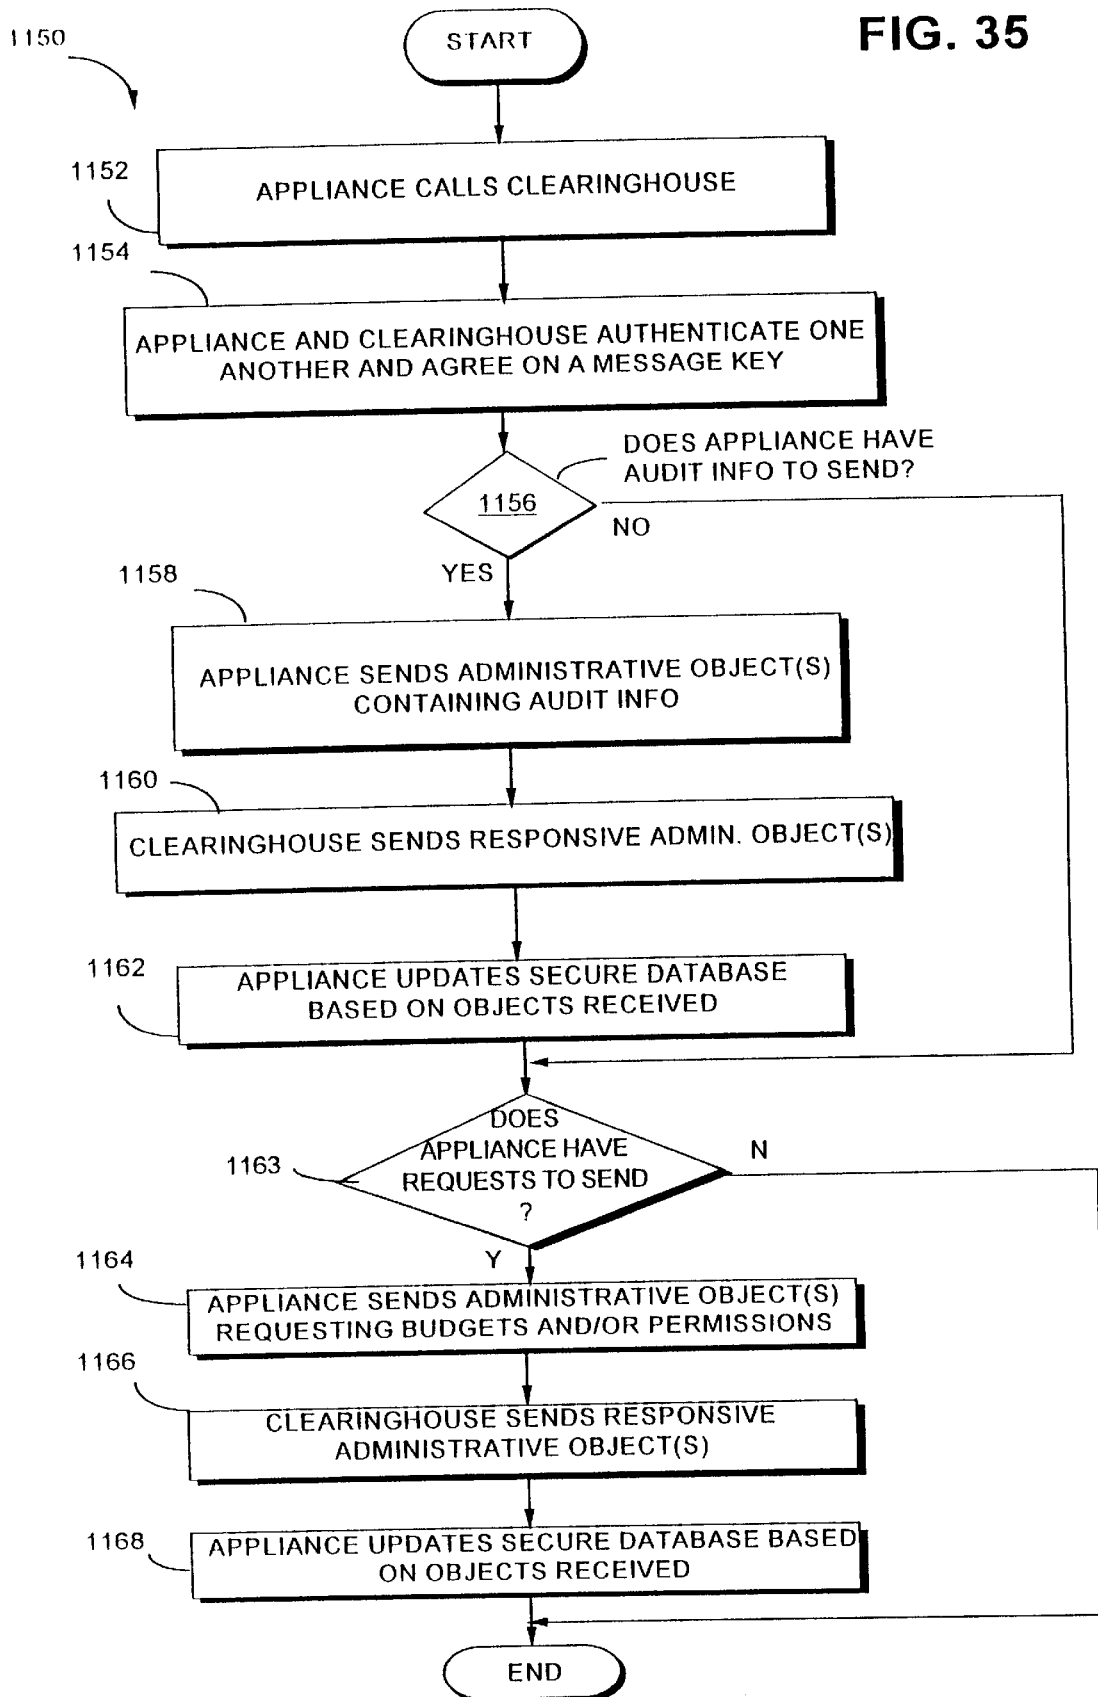 FIG. 35
1150
START
1152
APPLIANCE CALLS CLEARINGHOUSE
1154
APPLIANCE AND CLEARINGHOUSE AUTHENTICATE ONE
ANOTHER AND AGREE ON A MESSAGE KEY
DOES APPLIANCE HAVE
AUDIT INFO TO SEND?
1156
NO
YES
1158
APPLIANCE SENDS ADMINISTRATIVE OBJECT(S)
CONTAINING AUDIT INFO
1160
CLEARINGHOUSE SENDS RESPONSIVE ADMIN. OBJECT(S)
1162
APPLIANCE UPDATES SECURE DATABASE
BASED ON OBJECTS RECEIVED
1163
DOES
APPLIANCE HAVE
REQUESTS TO SEND
?
N
Y
1164
APPLIANCE SENDS ADMINISTRATIVE OBJECT(S)
REQUESTING BUDGETS AND/OR PERMISSIONS
1166
CLEARINGHOUSE SENDS RESPONSIVE
ADMINISTRATIVE OBJECT(S)
1168
APPLIANCE UPDATES SECURE DATABASE BASED
ON OBJECTS RECEIVED
END